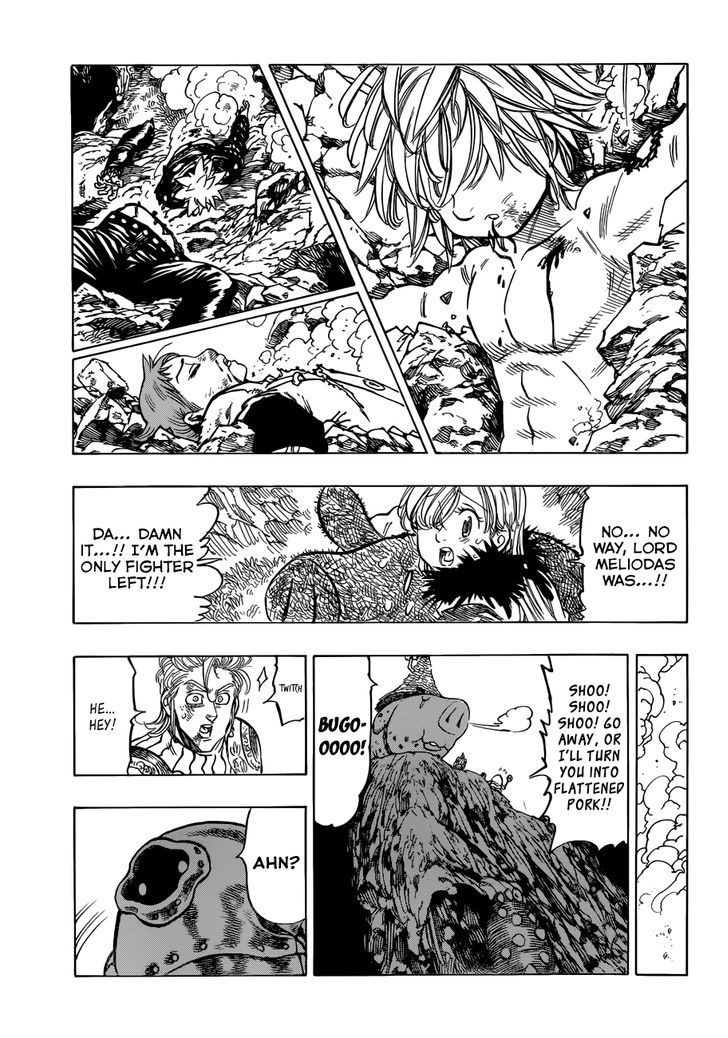 NO... NO
WAY, LORD
MELIODAS
WAS...!!
DA... DAMN
IT...!! I'M THE
ONLY FIGHTER
LEFT!!!
SHOO!
SHOO!
SHOO! GO
AWAY, OR
I'LL TURN
YOU INTO
FLATTENED
PORK!!
BUGO-
OOOO!
TWITCH
HE...
HEY!
AHN?